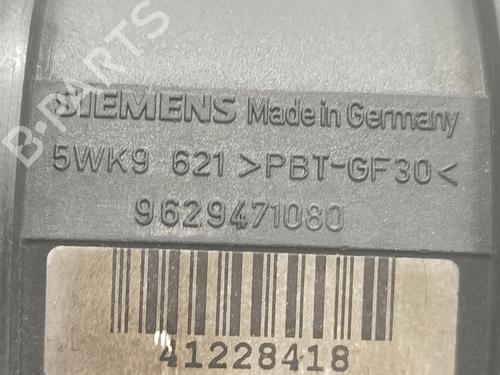 B-PARTS
SIEMENS Made in Germany
5WK9 621 >PBT-GF30<
9629471080
41228418